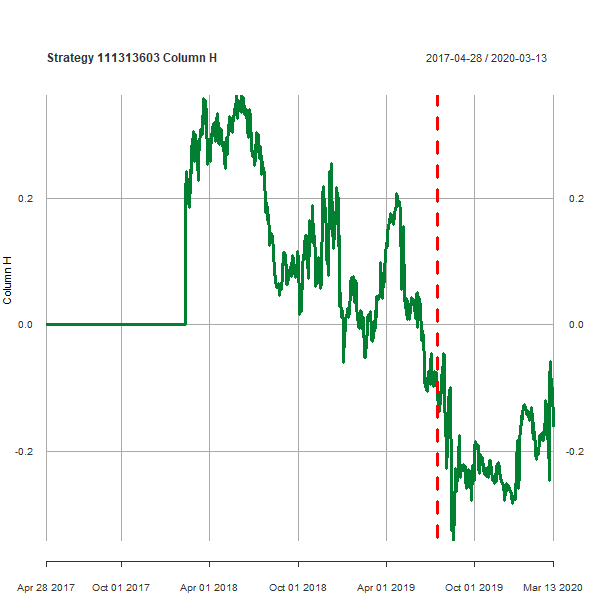 Strategy 111313603 Column H
2017-04-28 / 2020-03-13
0.2
0.2
Column H
0.0
0.0
-0.2
-0.2
Apr 28 2017
Oct 01 2017
Apr 01 2018
Oct 01 2018
Apr 01 2019
Oct 01 2019
Mar 13 2020